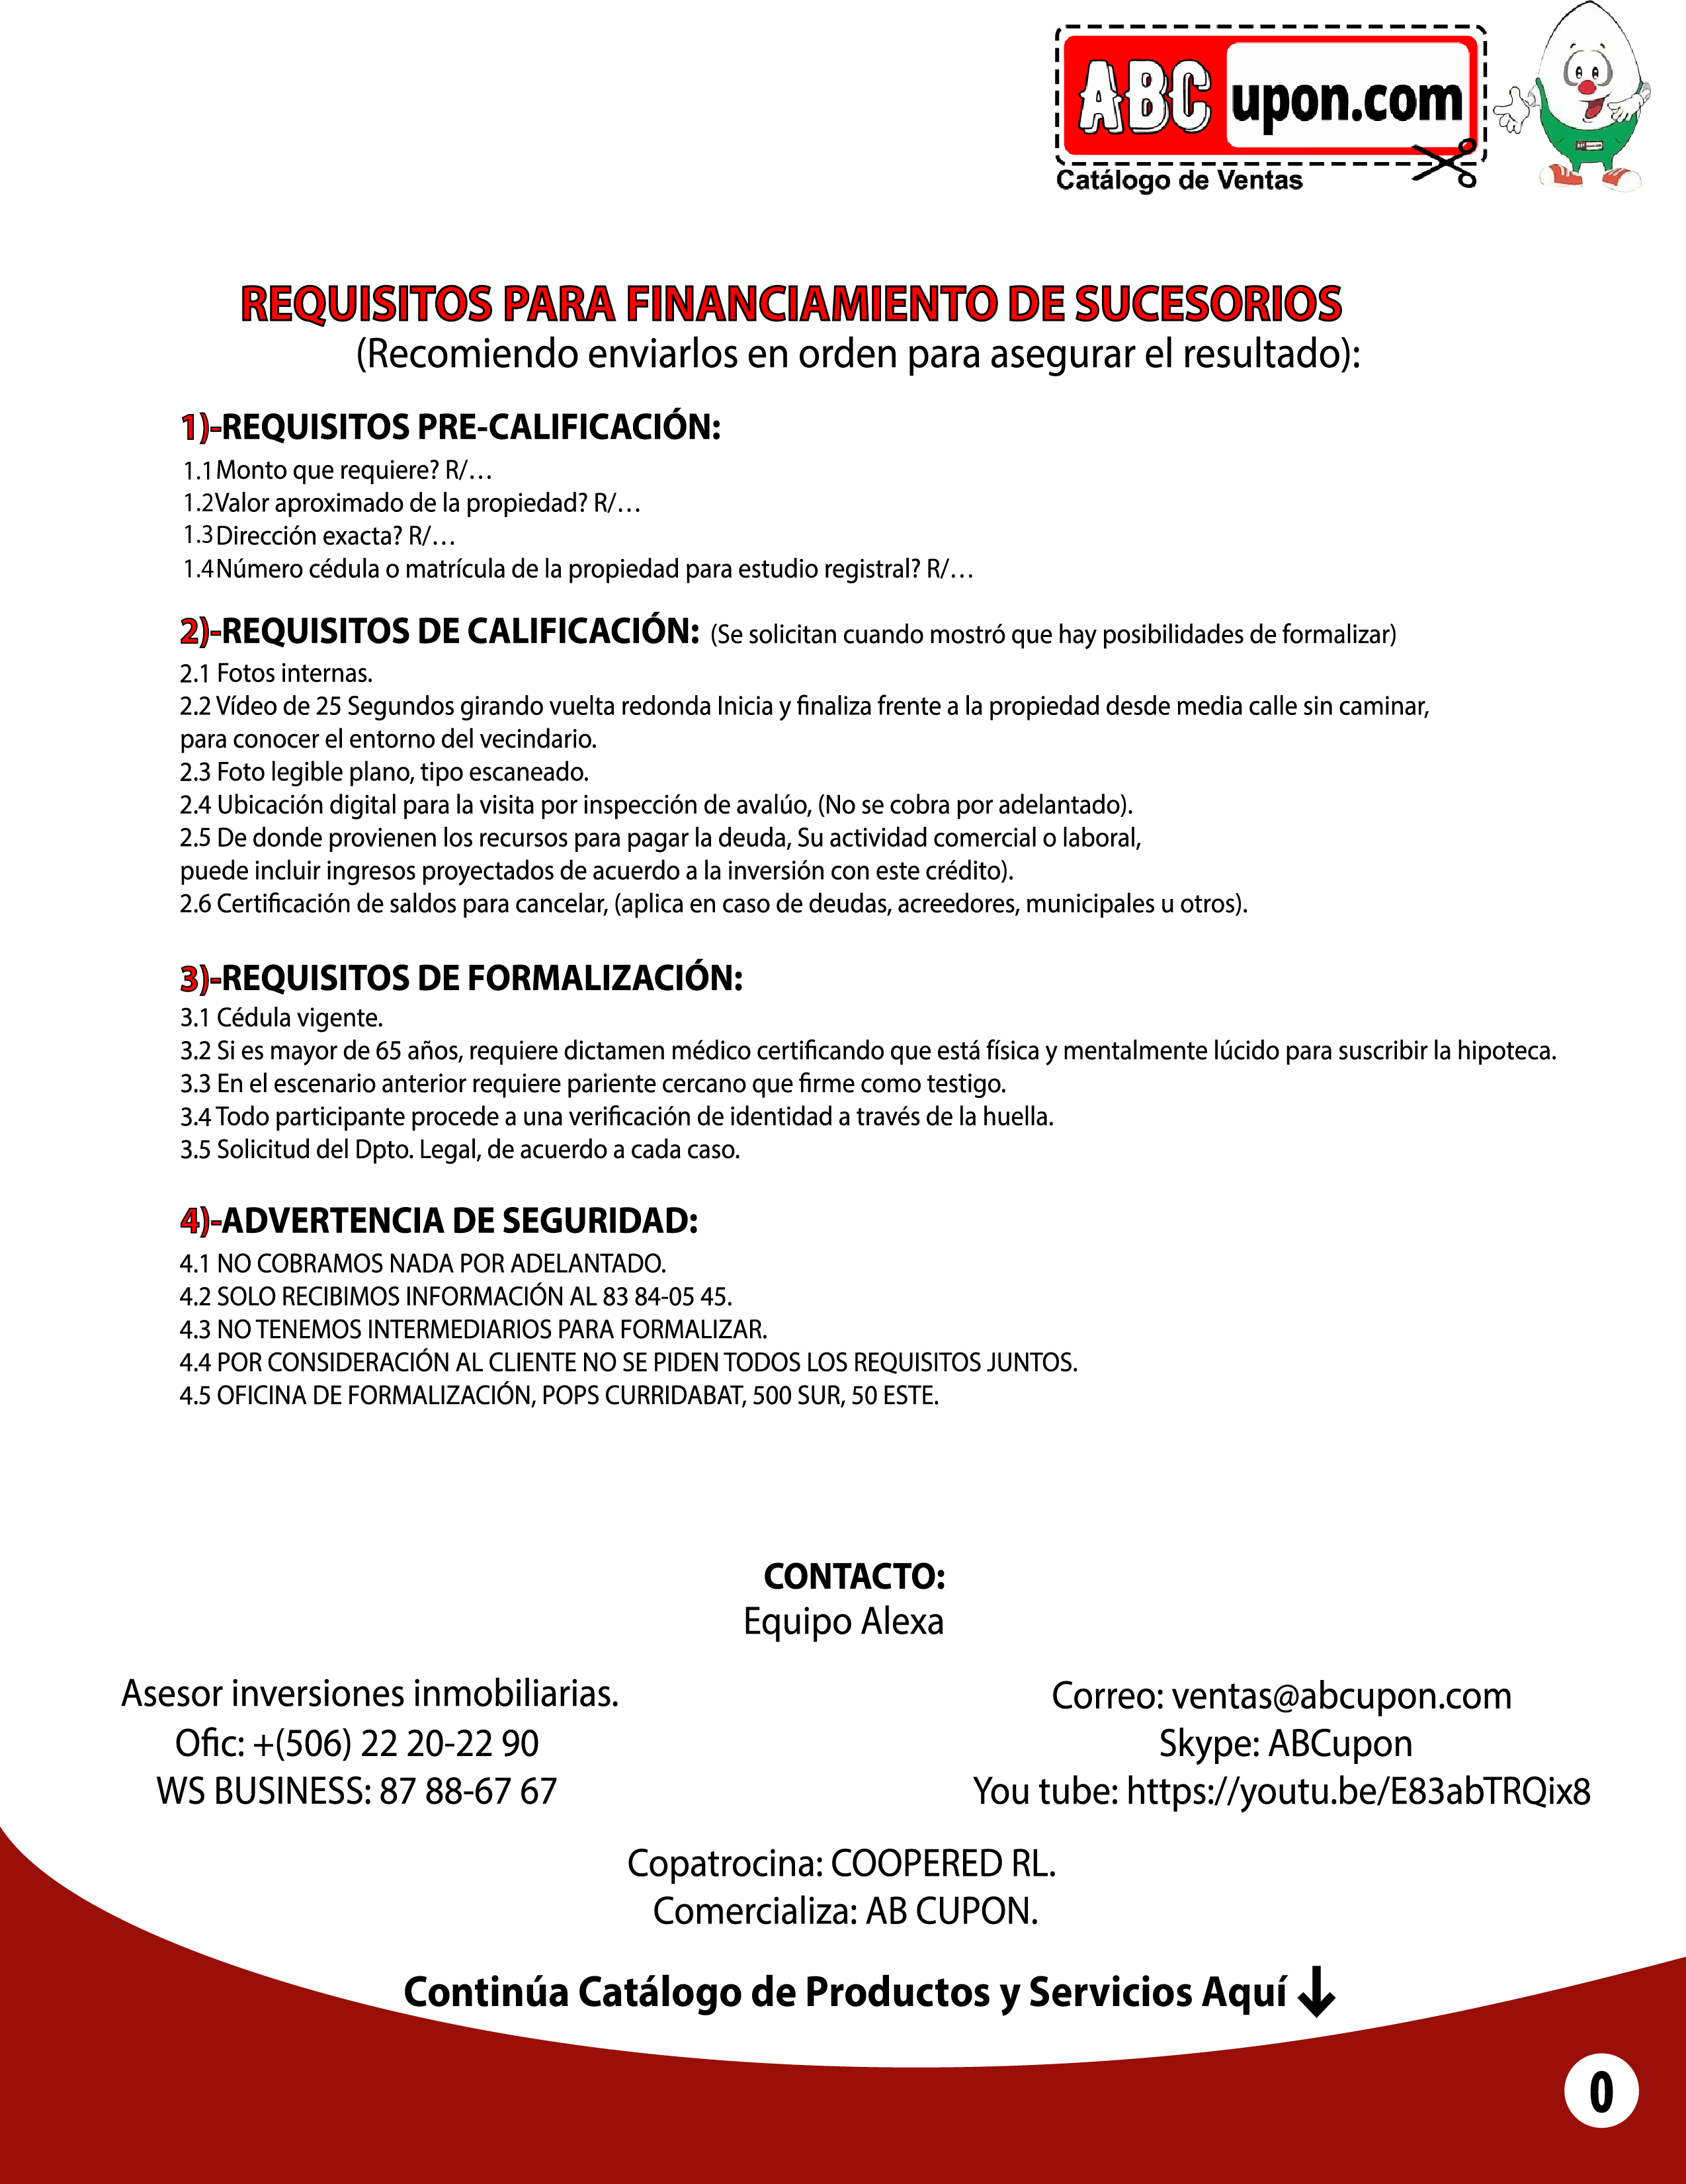 ABC upon.com
Catálogo de Ventas
REQUISITOS PARA FINANCIAMIENTO DE SUCESORIOS
(Recomiendo enviarlos en orden para asegurar el resultado):
1)-REQUISITOS PRE-CALIFICACIÓN:
1.1 Monto que requiere? R/…
1.2 Valor aproximado de la propiedad? R/…
1.3 Dirección exacta? R/…
1.4 Número cédula o matrícula de la propiedad para estudio registral? R/…
2)-REQUISITOS DE CALIFICACIÓN: (Se solicitan cuando mostró que hay posibilidades de formalizar)
2.1 Fotos internas.
2.2 Vídeo de 25 Segundos girando vuelta redonda Inicia y finaliza frente a la propiedad desde media calle sin caminar,
para conocer el entorno del vecindario.
2.3 Foto legible plano, tipo escaneado.
2.4 Ubicación digital para la visita por inspección de avalúo, (No se cobra por adelantado).
2.5 De donde provienen los recursos para pagar la deuda, Su actividad comercial o laboral,
puede incluir ingresos proyectados de acuerdo a la inversión con este crédito).
2.6 Certificación de saldos para cancelar, (aplica en caso de deudas, acreedores, municipales u otros).
3)-REQUISITOS DE FORMALIZACIÓN:
3.1 Cédula vigente.
3.2 Si es mayor de 65 años, requiere dictamen médico certificando que está física y mentalmente lúcido para suscribir la hipoteca.
3.3 En el escenario anterior requiere pariente cercano que firme como testigo.
3.4 Todo participante procede a una verificación de identidad a través de la huella.
3.5 Solicitud del Dpto. Legal, de acuerdo a cada caso.
4)-ADVERTENCIA DE SEGURIDAD:
4.1 NO COBRAMOS NADA POR ADELANTADO.
4.2 SOLO RECIBIMOS INFORMACIÓN AL 83 84-05 45.
4.3 NO TENEMOS INTERMEDIARIOS PARA FORMALIZAR.
4.4 POR CONSIDERACIÓN AL CLIENTE NO SE PIDEN TODOS LOS REQUISITOS JUNTOS.
4.5 OFICINA DE FORMALIZACIÓN, POPS CURRIDABAT, 500 SUR, 50 ESTE.
CONTACTO:
Equipo Alexa
Asesor inversiones inmobiliarias.
Ofic: +(506) 22 20-22 90
WS BUSINESS: 87 88-67 67
Correo: ventas@abcupon.com
Skype: ABCupon
You tube: https://youtu.be/E83abTRQix8
Copatrocina: COOPERED RL.
Comercializa: AB CUPON.
Continúa Catálogo de Productos y Servicios Aquí
0